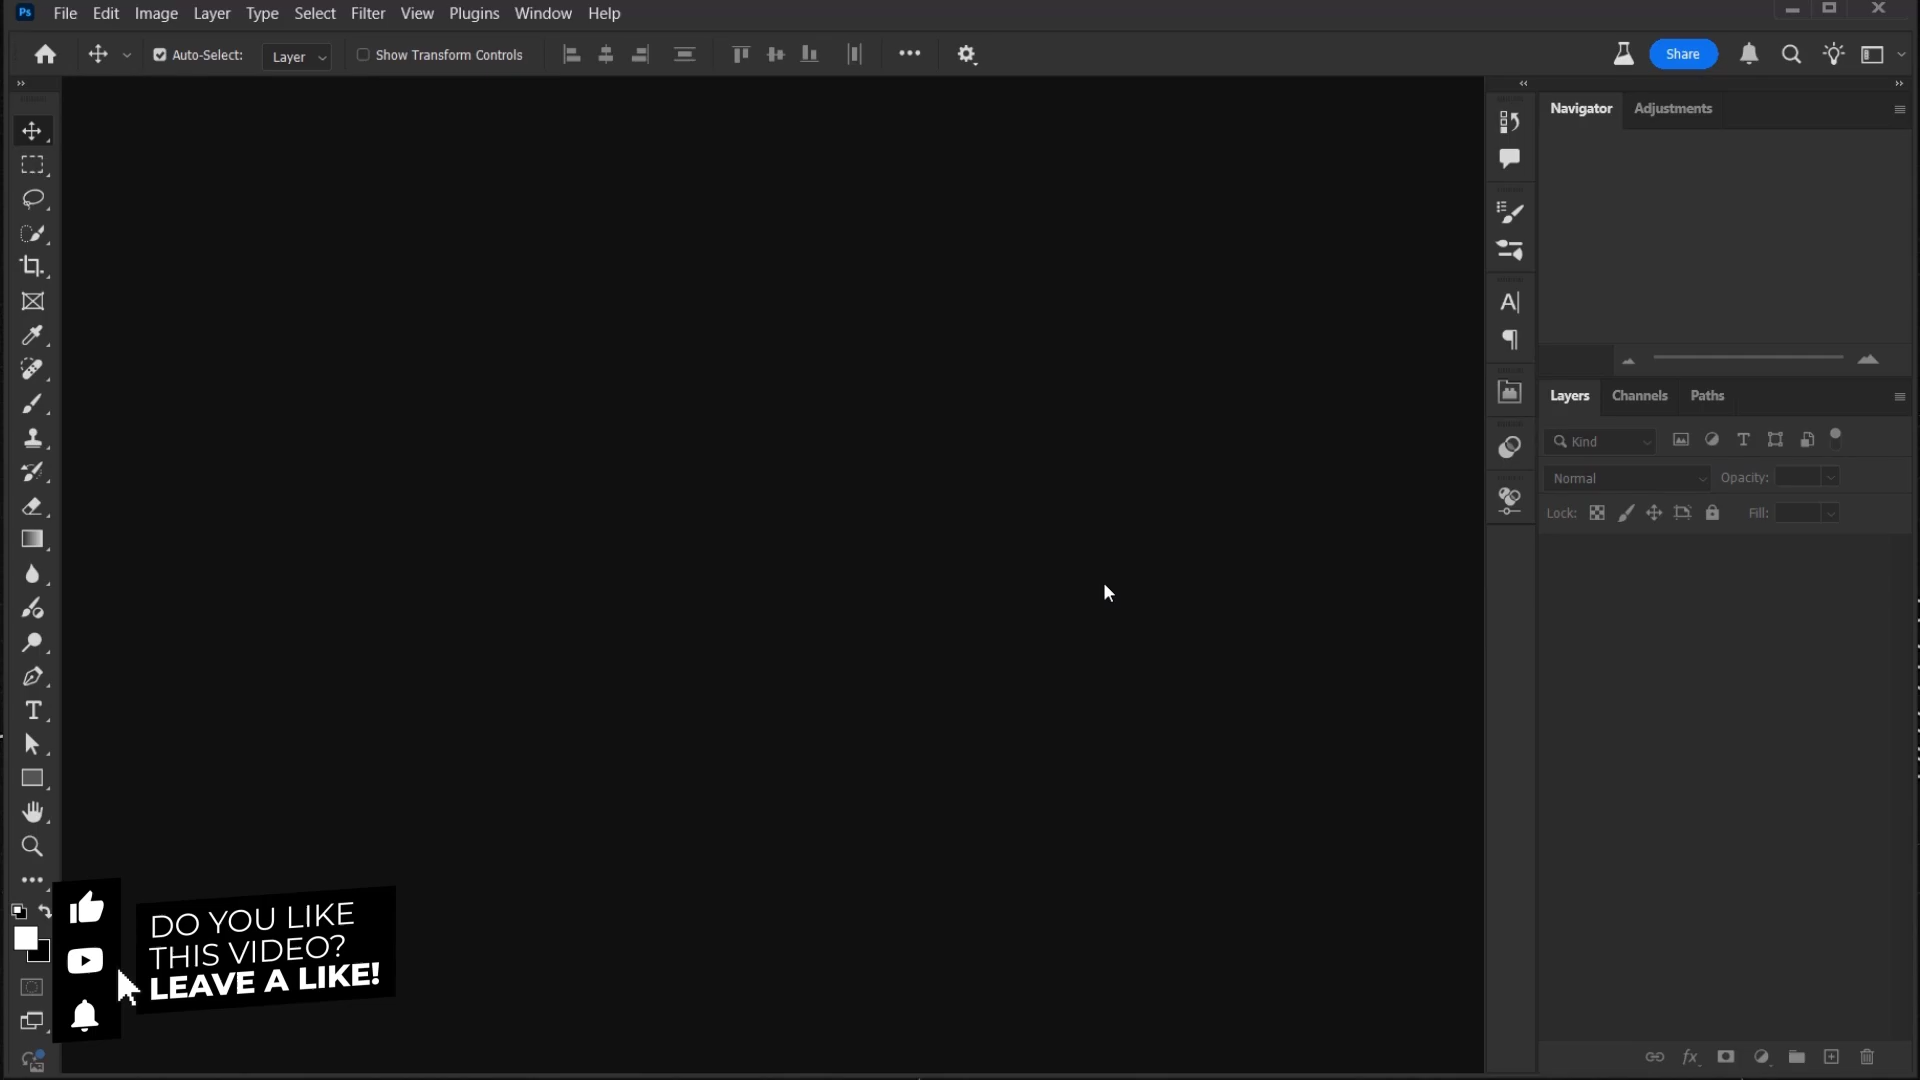 Ps File Edit Image Layer Type Select Filter View Plugins Window Help
Auto-Select: Layer Show Transform Controls Share
Navigator Adjustments
Layers Channels Paths
Kind
Normal Opacity:
Lock: Fill:
DO YOU LIKE
THIS VIDEO?
LEAVE A LIKE!